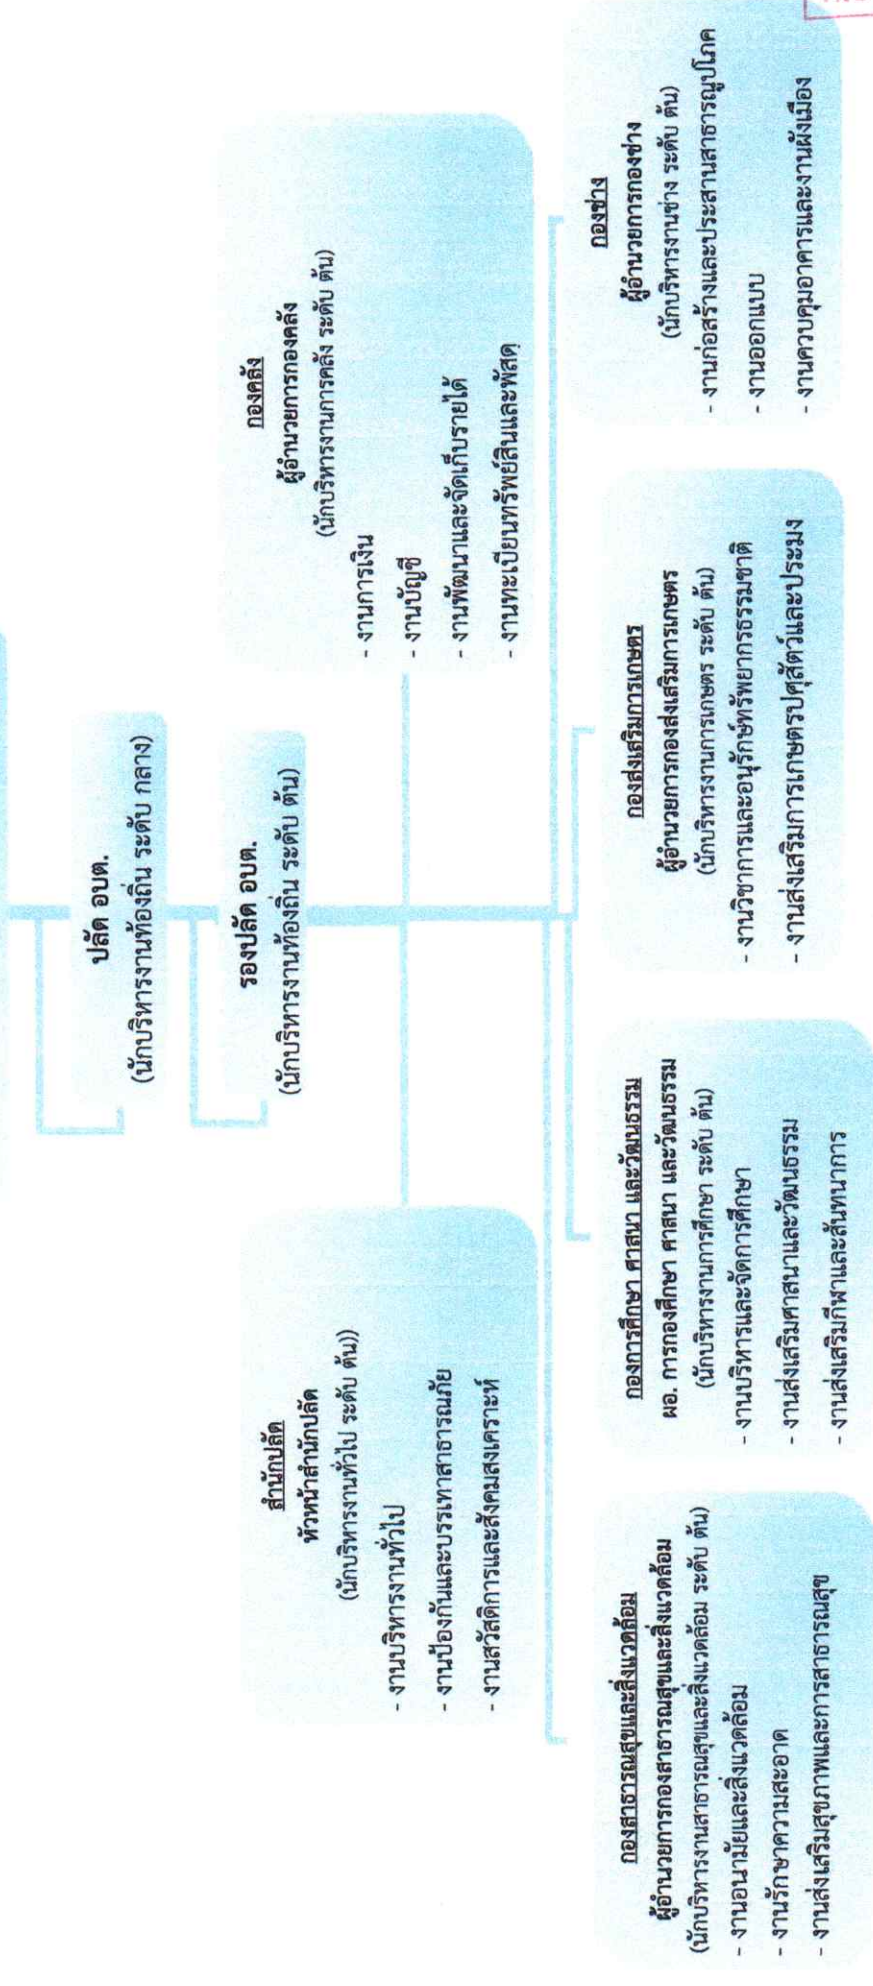 ปลัด อบต.
(นักบริหารงานท้องถิ่น ระดับ กลาง)
รองปลัด อบต.
(นักบริหารงานท้องถิ่น ระดับ ต้น)
สำนักปลัด
หัวหน้าสำนักปลัด
(นักบริหารงานทั่วไป ระดับ ต้น))
- งานบริหารงานทั่วไป
- งานป้องกันและบรรเทาสาธารณภัย
- งานสวัสดิการและสังคมสงเคราะห์
กองคลัง
ผู้อำนวยการกองคลัง
(นักบริหารงานการคลัง ระดับ ต้น)
- งานการเงิน
- งานบัญชี
- งานพัฒนาและจัดเก็บรายได้
- งานทะเบียนทรัพย์สินและพัสดุ
กองสาธารณสุขและสิ่งแวดล้อม
ผู้อำนวยการกองสาธารณสุขและสิ่งแวดล้อม
(นักบริหารงานสาธารณสุขและสิ่งแวดล้อม ระดับ ต้น)
- งานอนามัยและสิ่งแวดล้อม
- งานรักษาความสะอาด
- งานส่งเสริมสุขภาพและการสาธารณสุข
กองการศึกษา ศาสนา และวัฒนธรรม
ผอ. การกองศึกษา ศาสนา และวัฒนธรรม
(นักบริหารงานการศึกษา ระดับ ต้น)
- งานบริหารและจัดการศึกษา
- งานส่งเสริมศาสนาและวัฒนธรรม
- งานส่งเสริมกีฬาและสันทนาการ
กองส่งเสริมการเกษตร
ผู้อำนวยการกองส่งเสริมการเกษตร
(นักบริหารงานการเกษตร ระดับ ต้น)
- งานวิชาการและอนุรักษ์ทรัพยากรธรรมชาติ
- งานส่งเสริมการเกษตรปศุสัตว์และประมง
กองช่าง
ผู้อำนวยการกองช่าง
(นักบริหารงานช่าง ระดับ ต้น)
- งานก่อสร้างและประสานสาธารณูปโภค
- งานออกแบบ
- งานควบคุมอาคารและงานผังเมือง